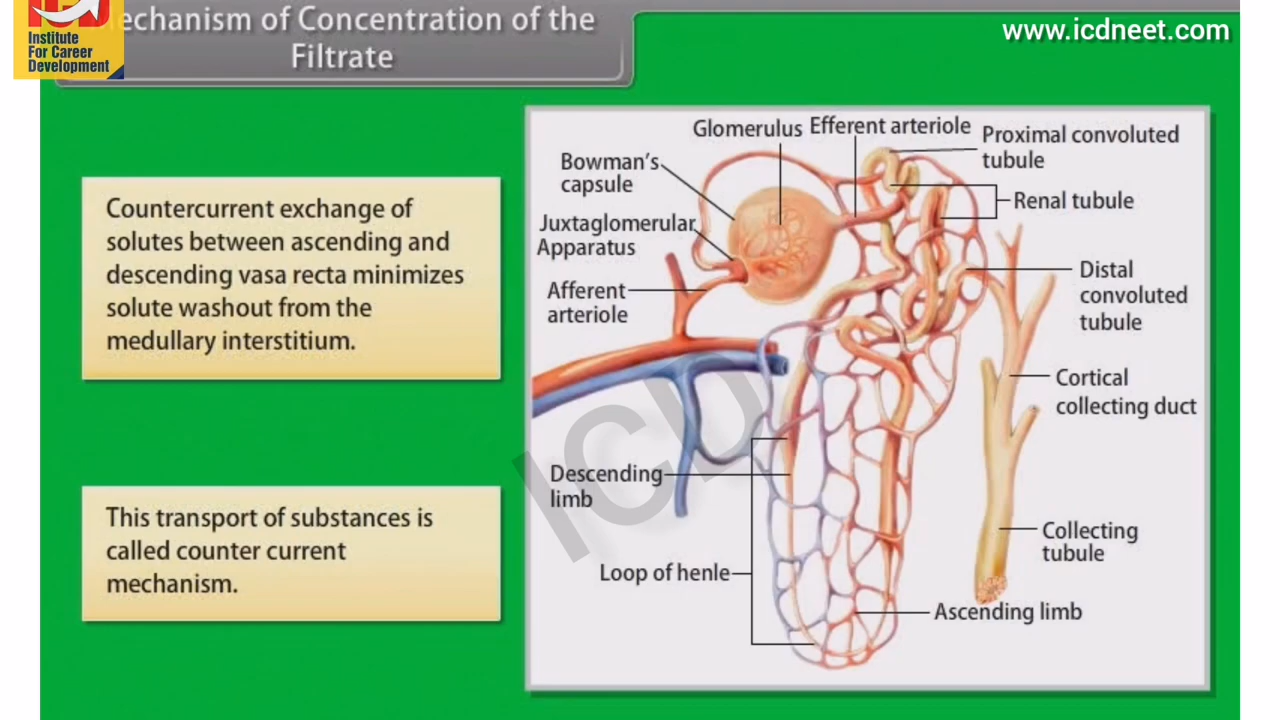 Mechanism of Concentration of the
Filtrate
Institute
For Career
Development
www.icdneet.com
Countercurrent exchange of
solutes between ascending and
descending vasa recta minimizes
solute washout from the
medullary interstitium.
This transport of substances is
called counter current
mechanism.
Glomerulus
Efferent arteriole
Proximal convoluted
tubule
Bowman's
capsule
Renal tubule
Juxtaglomerular
Apparatus
Distal
convoluted
tubule
Afferent
arteriole
Cortical
collecting duct
Descending
limb
Collecting
tubule
Loop of henle
Ascending limb
ICD